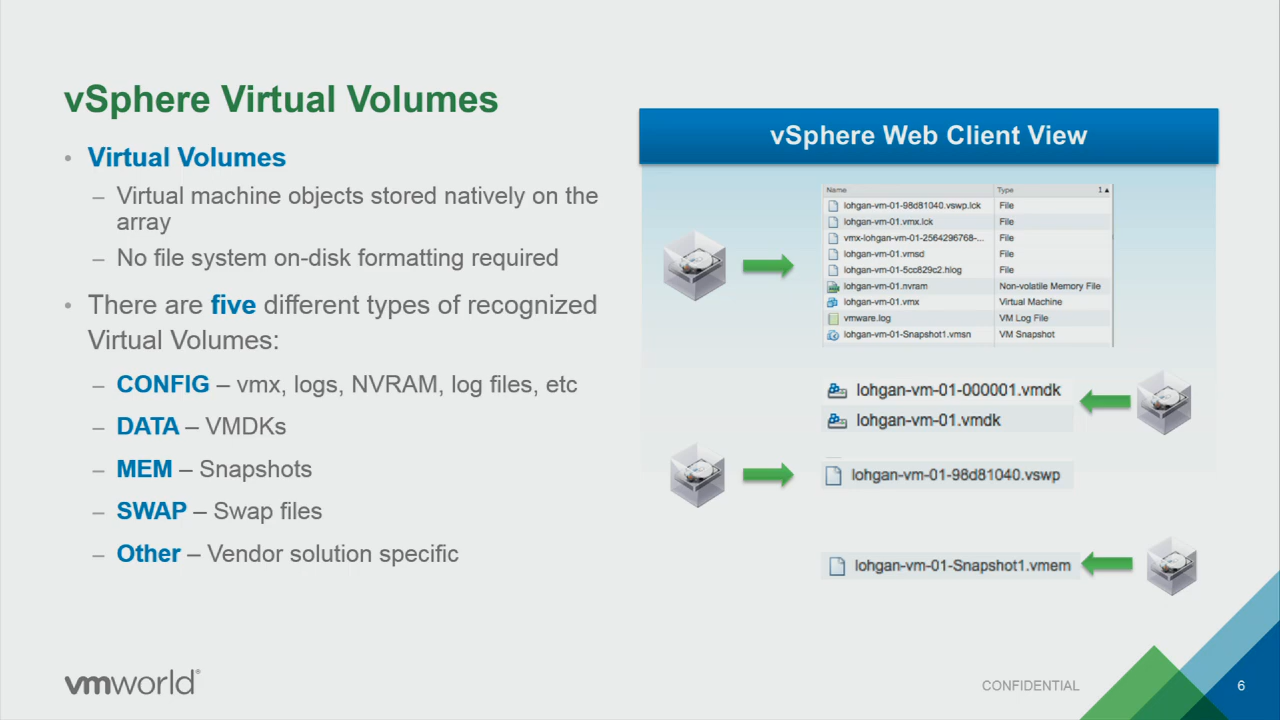 vSphere Virtual Volumes
• Virtual Volumes
– Virtual machine objects stored natively on the
array
– No file system on-disk formatting required
• There are five different types of recognized
Virtual Volumes:
– CONFIG – vmx, logs, NVRAM, log files, etc
– DATA – VMDKs
– MEM – Snapshots
– SWAP – Swap files
– Other – Vendor solution specific
vSphere Web Client View
Name Type 1▲
lohgan-vm-01-98d81040.vswp.lck File
lohgan-vm-01.vmx.lck File
vmx-lohgan-vm-01-2564296768-... File
lohgan-vm-01.vmsd File
lohgan-vm-01-5cc829c2.hlog File
lohgan-vm-01.nvram Non-volatile Memory File
lohgan-vm-01.vmx Virtual Machine
vmware.log VM Log File
lohgan-vm-01-Snapshot1.vmsn VM Snapshot
lohgan-vm-01-000001.vmdk
lohgan-vm-01.vmdk
lohgan-vm-01-98d81040.vswp
lohgan-vm-01-Snapshot1.vmem
vmworld®
CONFIDENTIAL 6